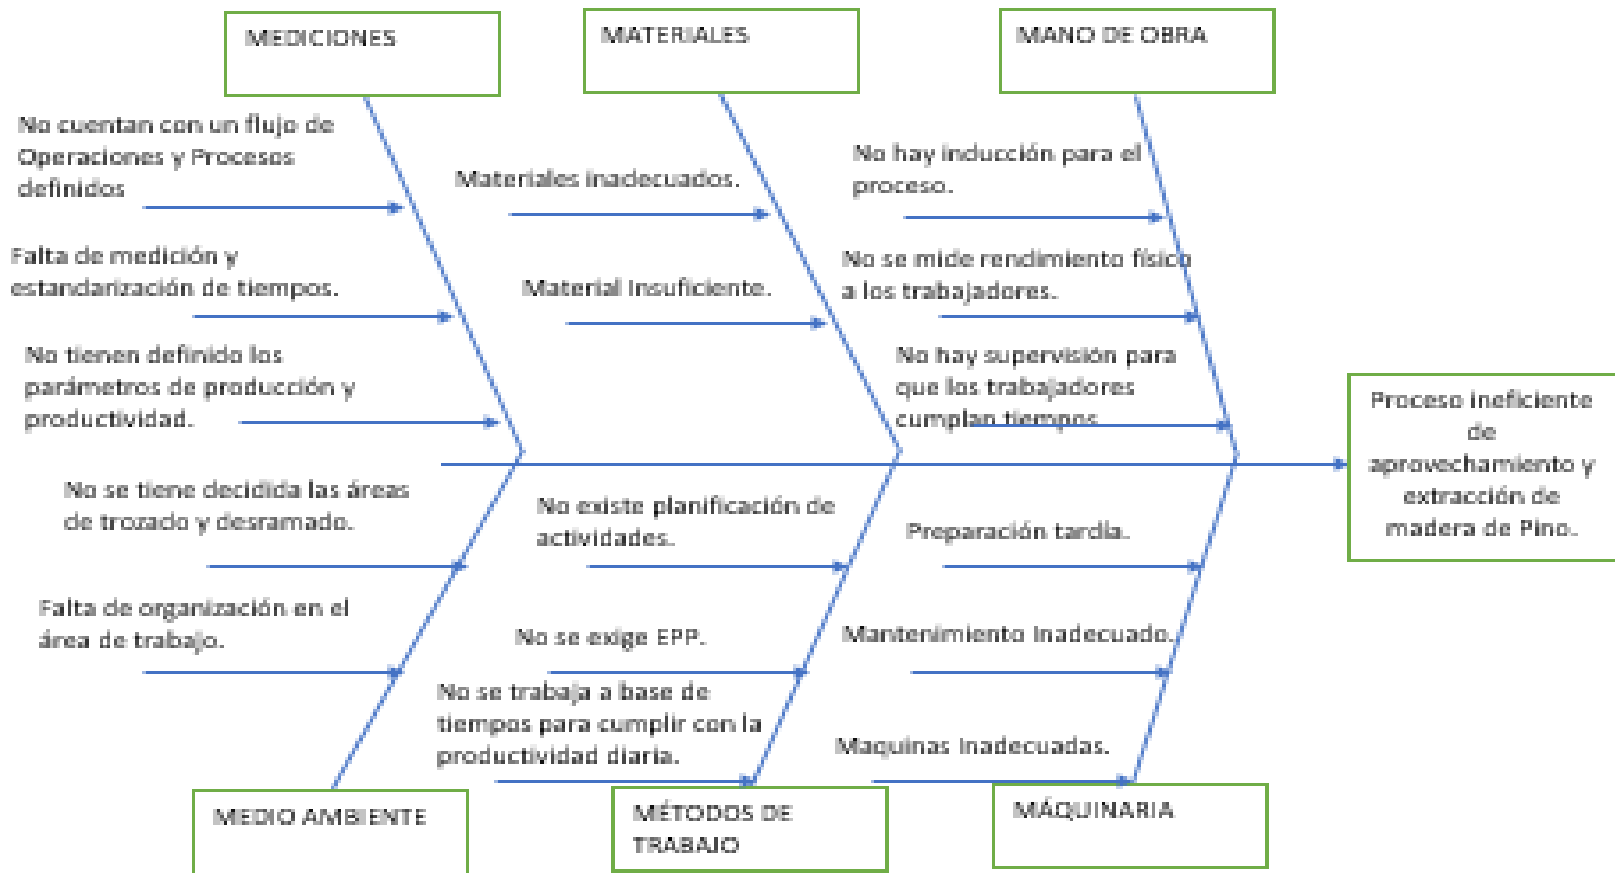 MEDICIONES
MATERIALES
MANO DE OBRA
No cuentan con un flujo de
Operaciones y Procesos
definidos
Falta de medición y
estandarización de tiempos.
No tienen definido los
parámetros de producción y
productividad.
Materiales inadecuados.
Material Insuficiente.
No hay inducción para el
proceso.
No se mide rendimiento físico
a los trabajadores.
No hay supervisión para
que los trabajadores
cumplan tiempos
Proceso ineficiente
de
aprovechamiento y
extracción de
madera de Pino.
No se tiene decidida las áreas
de trozado y desramado.
Falta de organización en el
área de trabajo.
No existe planificación de
actividades.
No se exige EPP.
No se trabaja a base de
tiempos para cumplir con la
productividad diaria.
Preparación tardía.
Mantenimiento Inadecuado.
Maquinas Inadecuadas.
MEDIO AMBIENTE
MÉTODOS DE
TRABAJO
MÁQUINARIA